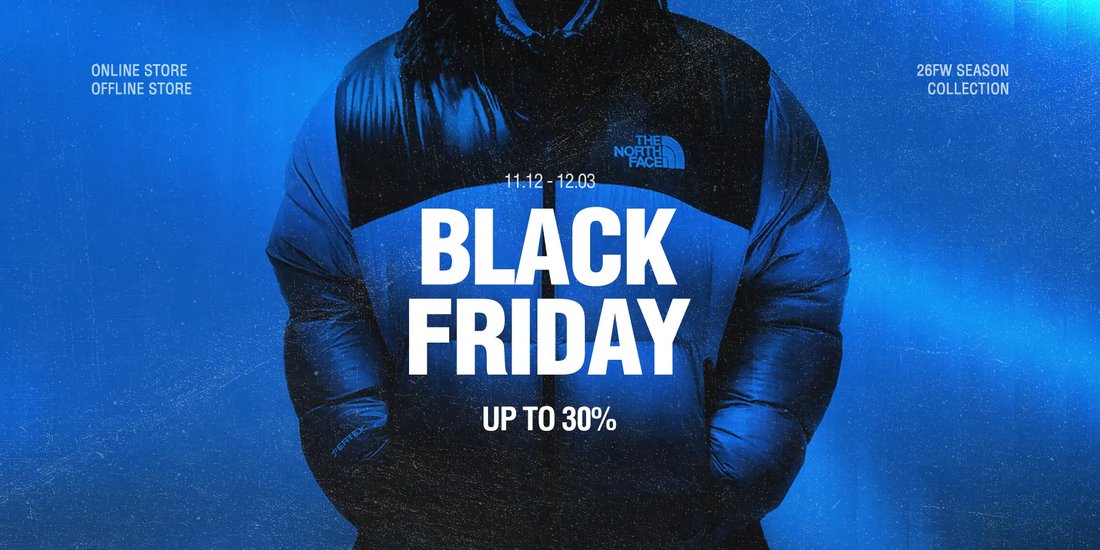 ONLINE STORE
OFFLINE STORE
26FW SEASON
COLLECTION
THE
NORTH
FACE
11.12 - 12.03
BLACK
FRIDAY
UP TO 30%
PERTEX